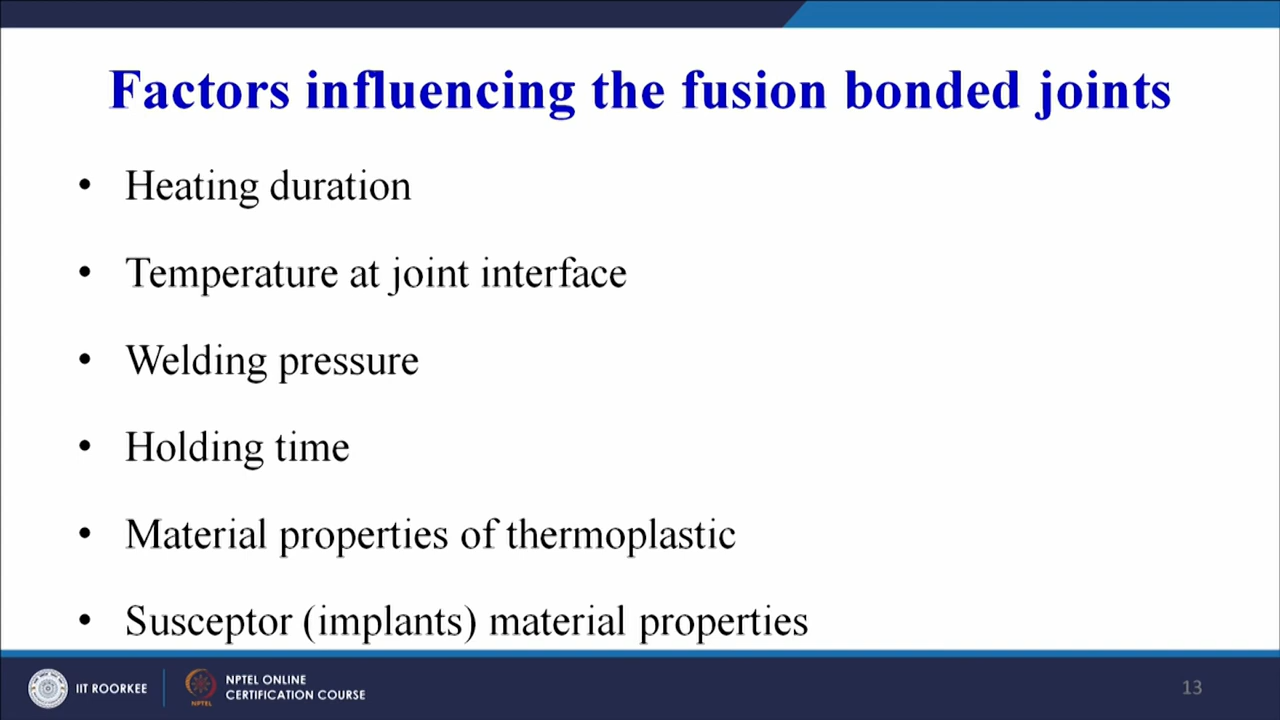 Factors influencing the fusion bonded joints
• Heating duration
• Temperature at joint interface
• Welding pressure
• Holding time
• Material properties of thermoplastic
• Susceptor (implants) material properties
IIT ROORKEE
NPTEL
NPTEL ONLINE
CERTIFICATION COURSE
13